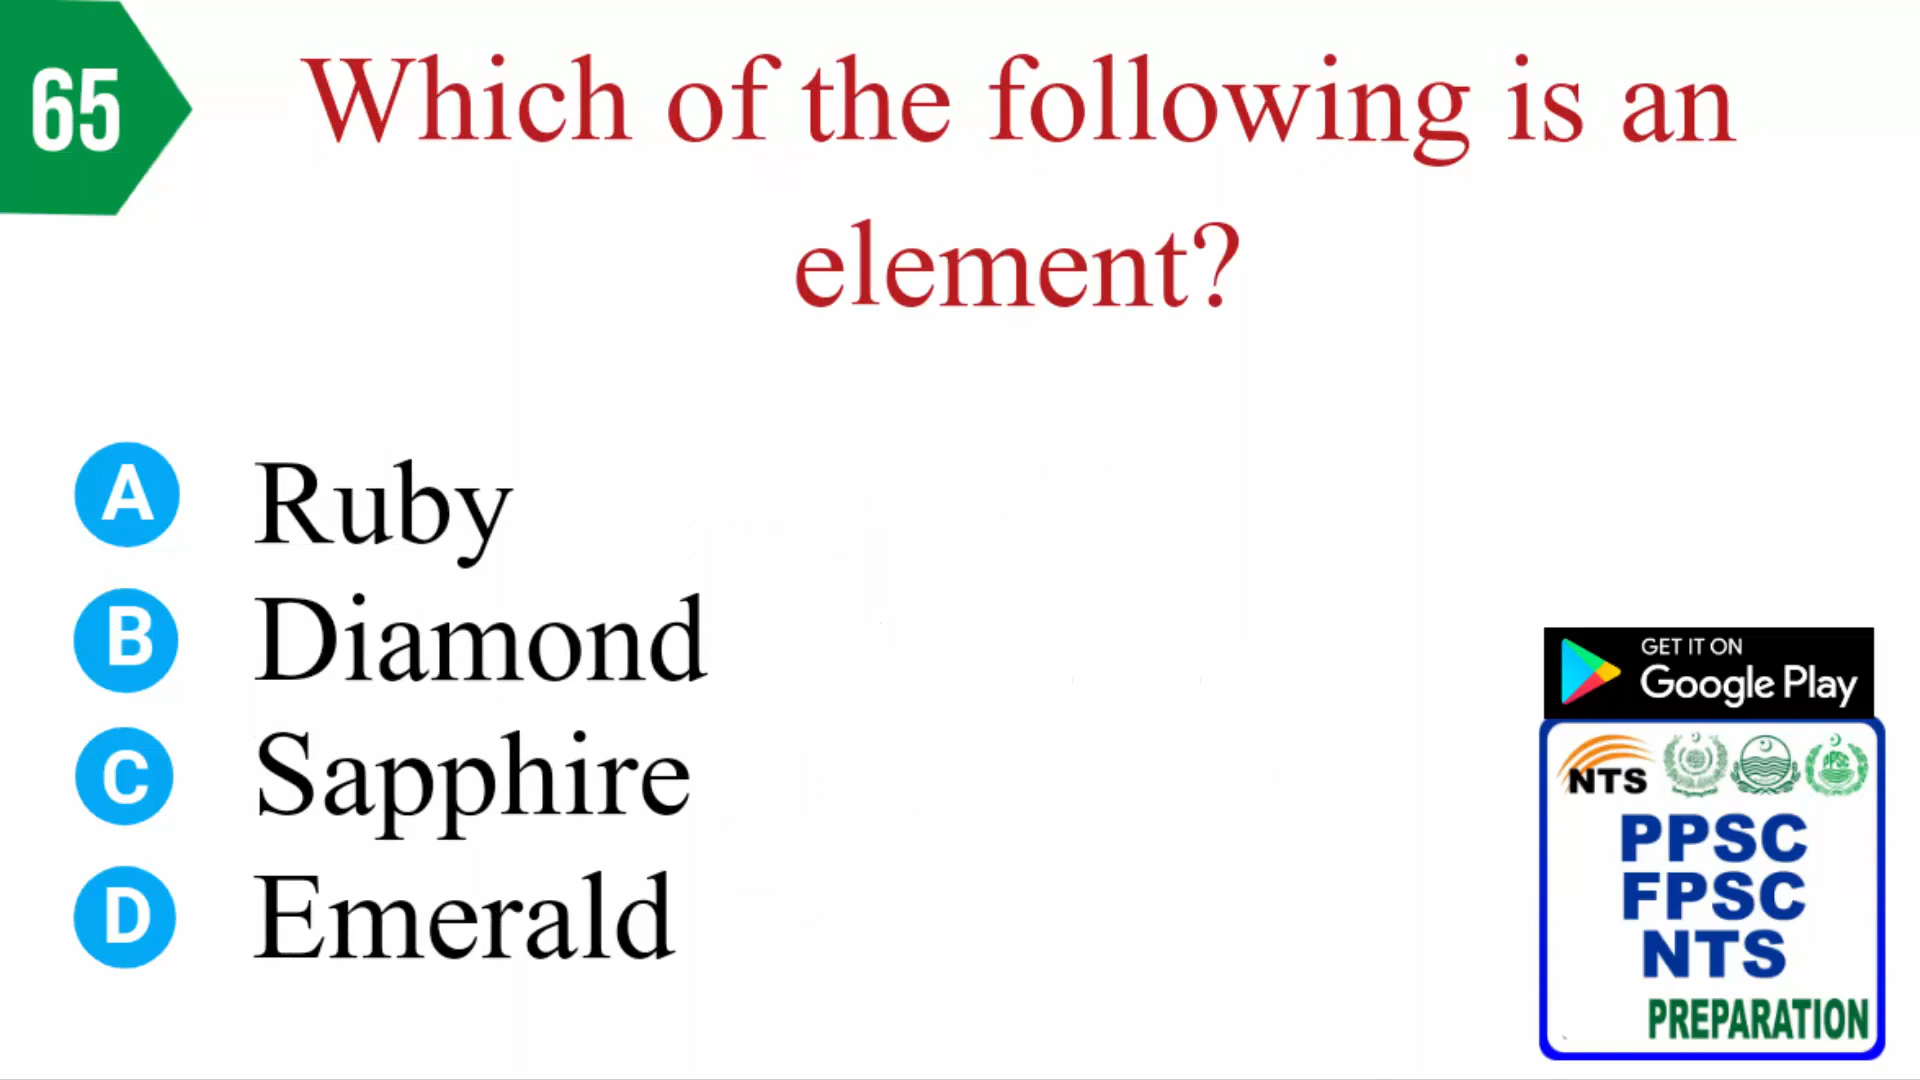 65
Which of the following is an
element?
A Ruby
B Diamond
C Sapphire
D Emerald
GET IT ON
Google Play
NTS
PPSC
PPSC
FPSC
NTS
PREPARATION